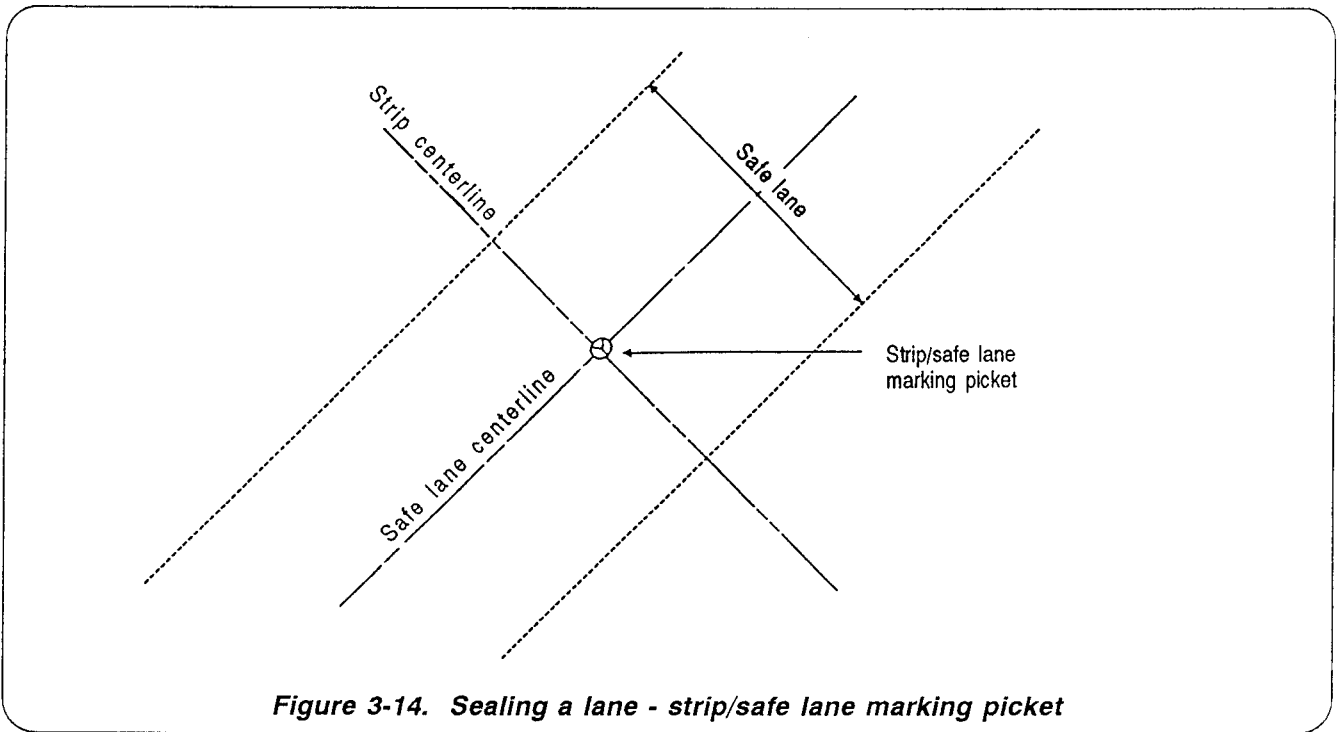 Strip centerline
Safe lane
Strip/safe lane
marking picket
Safe lane centerline
Figure 3-14. Sealing a lane - strip/safe lane marking picket